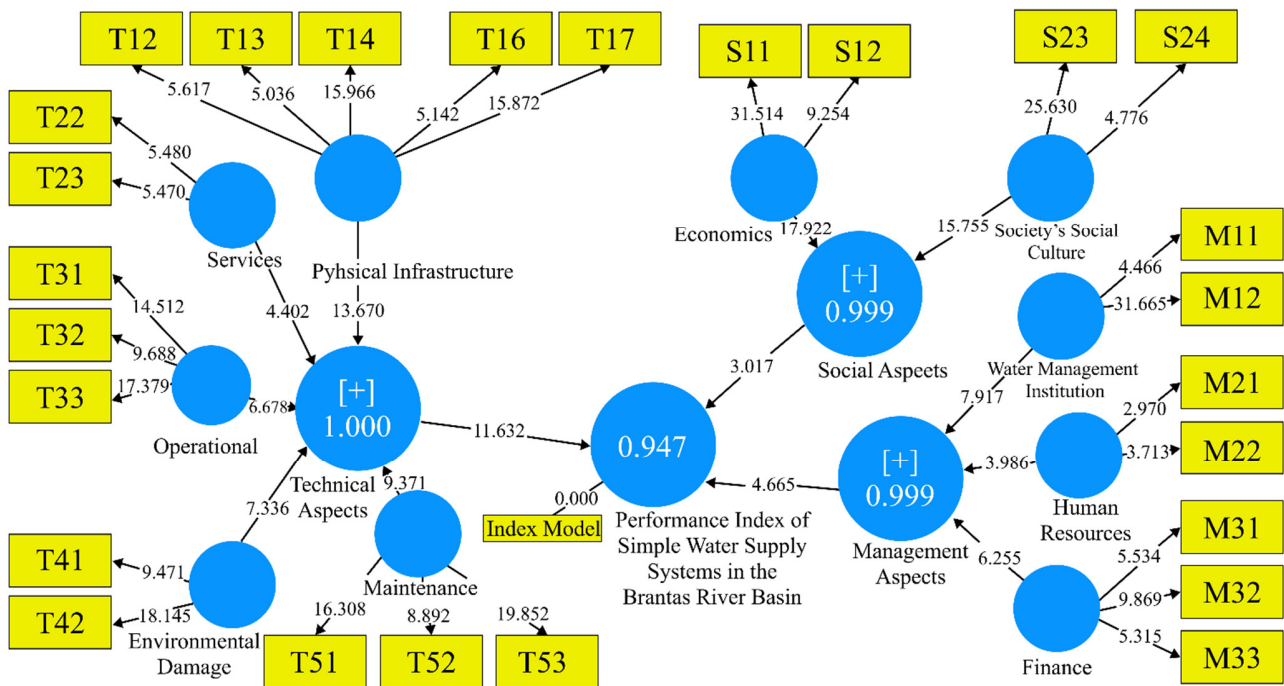 T12
T13
T14
T16
T17
S11
S12
S23
S24
5.617
5.036
15.966
5.142
15.872
31.514
9.254
25.630
4.776
T22
T23
5.480
5.470
Services
Pyhsical Infrastructure
Economics
17.922
15.755
Society's Social
Culture
M11
M12
4.466
31.665
T31
T32
T33
14.512
9.688
17.379
4.402
13.670
[+]
0.999
Social Aspeets
3.017
Water Management
Institution
7.917
M21
M22
2.970
3.713
Operational
6.678
[+]
1.000
11.632
0.947
[+]
0.999
3.986
Human
Resources
Technical
Aspects
9.371
7.336
0.000
Index Model
4.665
Performance Index of
Simple Water Supply
Systems in the
Brantas River Basin
Management
Aspects
6.255
M31
M32
M33
5.534
9.869
5.315
Finance
T41
T42
9.471
18.145
Environmental
Damage
Maintenance
16.308
8.892
19.852
T51
T52
T53